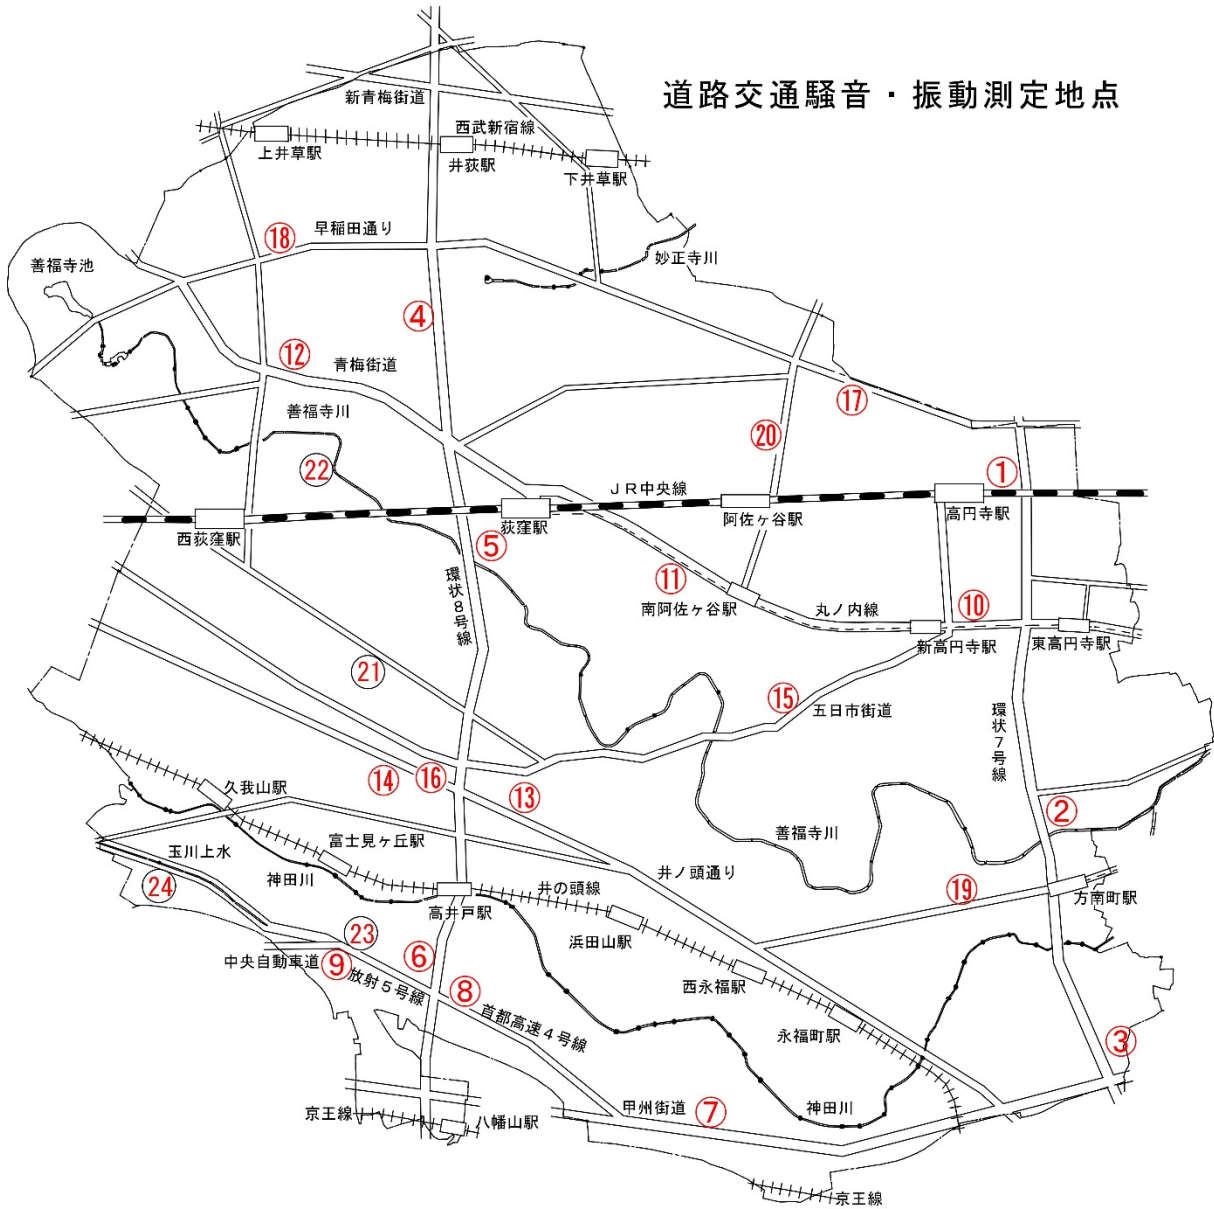 道路交通騒音・振動測定地点
新青梅街道
西武新宿線
上井草駅
井荻駅
下井草駅
⑱
早稲田通り
妙正寺川
善福寺池
④
⑫
青梅街道
⑰
善福寺川
⑳
㉒
①
JR中央線
西荻窪駅
荻窪駅
阿佐ヶ谷駅
高円寺駅
⑤
⑪
環状8号線
南阿佐ヶ谷駅
丸ノ内線
⑩
新高円寺駅
東高円寺駅
㉑
⑮
五日市街道
環状7号線
久我山駅
⑭
⑯
⑬
②
富士見ヶ丘駅
善福寺川
玉川上水
神田川
井ノ頭通り
㉔
井の頭線
⑲
方南町駅
高井戸駅
浜田山駅
㉓
中央自動車道
⑨
放射5号線
⑥
⑧
首都高速4号線
西永福駅
永福町駅
③
京王線
八幡山駅
甲州街道
⑦
神田川
京王線